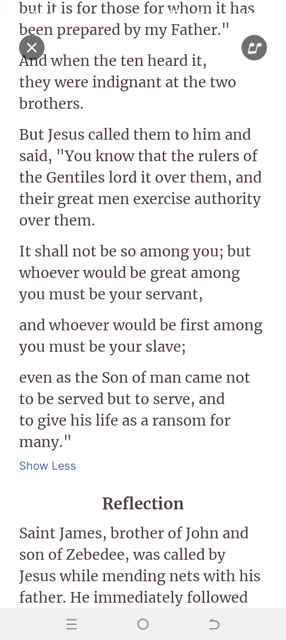 but it is for those for whom it has
been prepared by my Father."
And when the ten heard it,
they were indignant at the two
brothers.
But Jesus called them to him and
said, "You know that the rulers of
the Gentiles lord it over them, and
their great men exercise authority
over them.
It shall not be so among you; but
whoever would be great among
you must be your servant,
and whoever would be first among
you must be your slave;
even as the Son of man came not
to be served but to serve, and
to give his life as a ransom for
many."
Show Less
Reflection
Saint James, brother of John and
son of Zebedee, was called by
Jesus while mending nets with his
father. He immediately followed